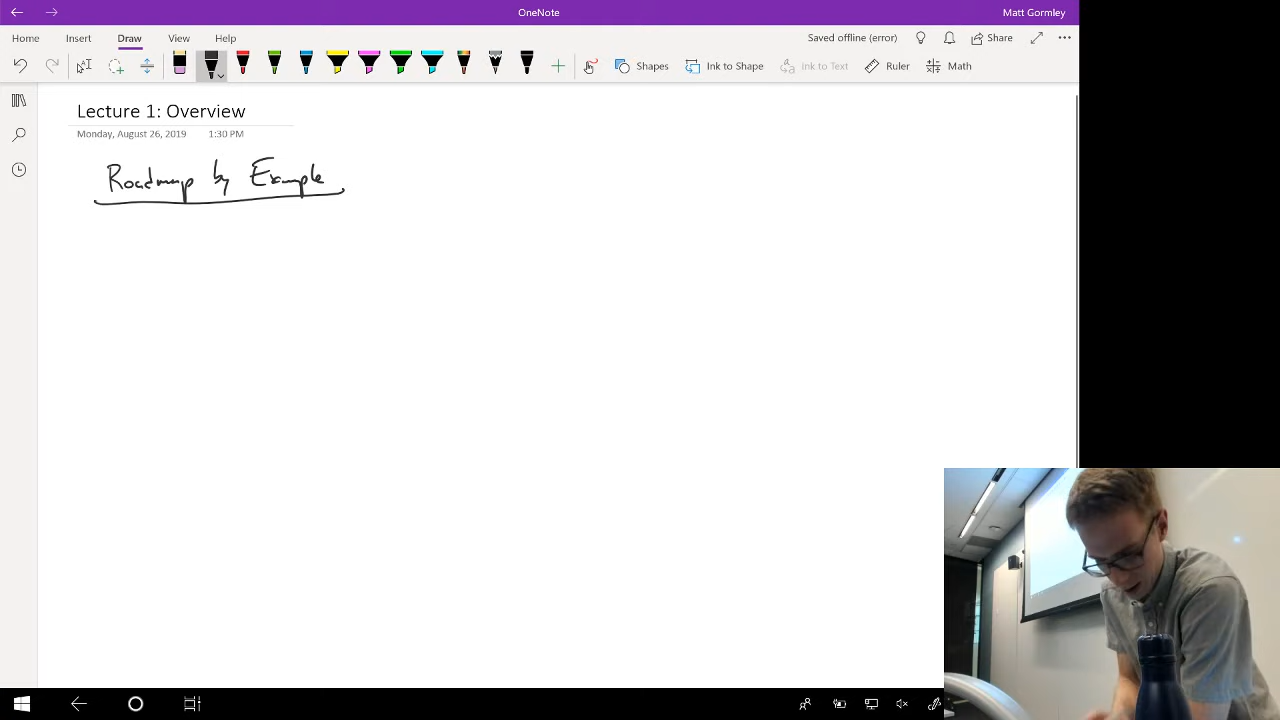 OneNote
Matt Gormley
Home Insert Draw View Help
Saved offline (error)
Share
Shapes
Ink to Shape
Ink to Text
Ruler
Math
Lecture 1: Overview
Monday, August 26, 2019 1:30 PM
Roadmap by Example